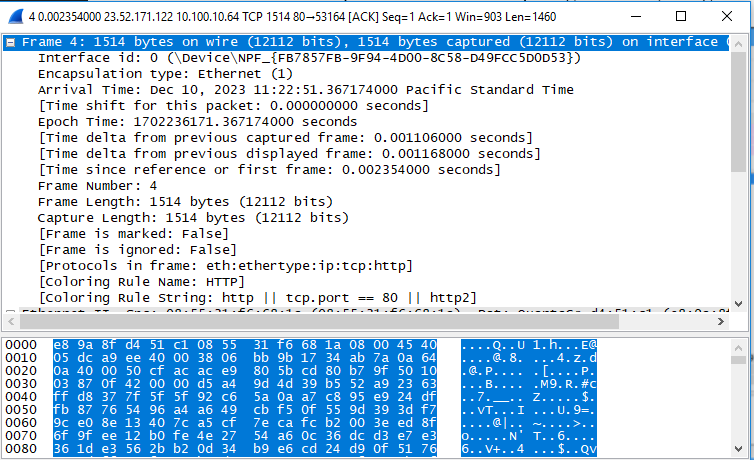 4 0.002354000 23.52.171.122 10.100.10.64 TCP 1514 80→53164 [ACK] Seq=1 Ack=1 Win=903 Len=1460
Frame 4: 1514 bytes on wire (12112 bits), 1514 bytes captured (12112 bits) on interface
Interface id: 0 (\Device\NPF_{FB7857FB-9F94-4D00-8C58-D49FCC5D0D53})
Encapsulation type: Ethernet (1)
Arrival Time: Dec 10, 2023 11:22:51.367174000 Pacific Standard Time
[Time shift for this packet: 0.000000000 seconds]
Epoch Time: 1702236171.367174000 seconds
[Time delta from previous captured frame: 0.001106000 seconds]
[Time delta from previous displayed frame: 0.001168000 seconds]
[Time since reference or first frame: 0.002354000 seconds]
Frame Number: 4
Frame Length: 1514 bytes (12112 bits)
Capture Length: 1514 bytes (12112 bits)
[Frame is marked: False]
[Frame is ignored: False]
[Protocols in frame: eth:ethertype:ip:tcp:http]
[Coloring Rule Name: HTTP]
[Coloring Rule String: http || tcp.port == 80 || http2]
0000 e8 9a 8f d4 51 c1 08 55 31 f6 68 1a 08 00 45 40 ....Q..U 1.h...E@
0010 05 dc a9 ee 40 00 38 06 bb 9b 17 34 ab 7a 0a 64 ....@.8. ...4.z.d
0020 0a 40 00 50 cf ac ac e9 80 5b cd 80 b7 9f 50 10 .@.P.... .[....P.
0030 03 87 0f 42 00 00 d5 a4 9d 4d 39 b5 52 a9 23 63 ...B.... .M9.R.#c
0040 ff d8 37 7f 5f 5f 92 c6 5a 0a a7 c8 95 e9 24 df ..7.__.. Z.....$.
0050 fb 87 76 54 96 a4 a6 49 cb f5 0f 55 9d 39 3d f7 ..vT...I ...U.9=.
0060 9c e0 8e 13 40 7c a5 cf 7e ca fc b2 00 3e ed 8f ....@|.. ~....>..
0070 6f 9f ee 12 b0 fe 4e 27 54 a6 0c 36 dc d3 e7 e3 o.....N' T..6....
0080 36 1d e3 56 2b b2 0d 34 b9 e6 cd 24 d9 0f 51 76 6..V+..4 ...$..Qv